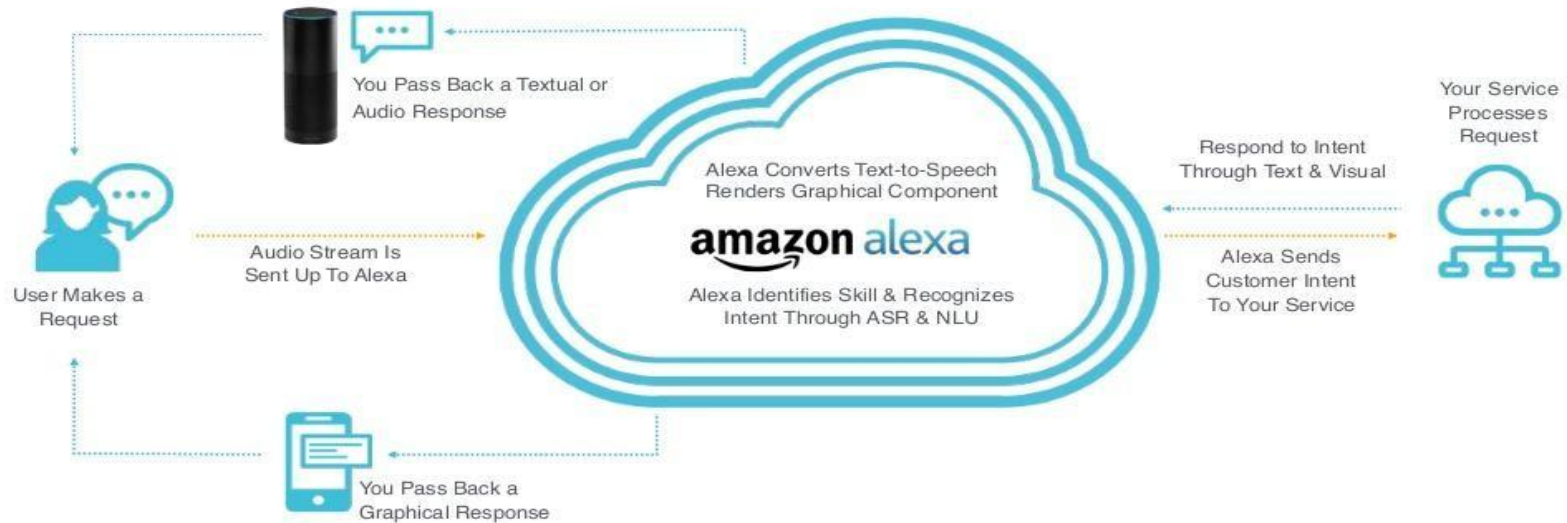 You Pass Back a Textual or
Audio Response
User Makes a
Request
Audio Stream Is
Sent Up To Alexa
Alexa Converts Text-to-Speech
Renders Graphical Component
amazon alexa
Alexa Identifies Skill & Recognizes
Intent Through ASR & NLU
Respond to Intent
Through Text & Visual
Alexa Sends
Customer Intent
To Your Service
Your Service
Processes
Request
You Pass Back a
Graphical Response